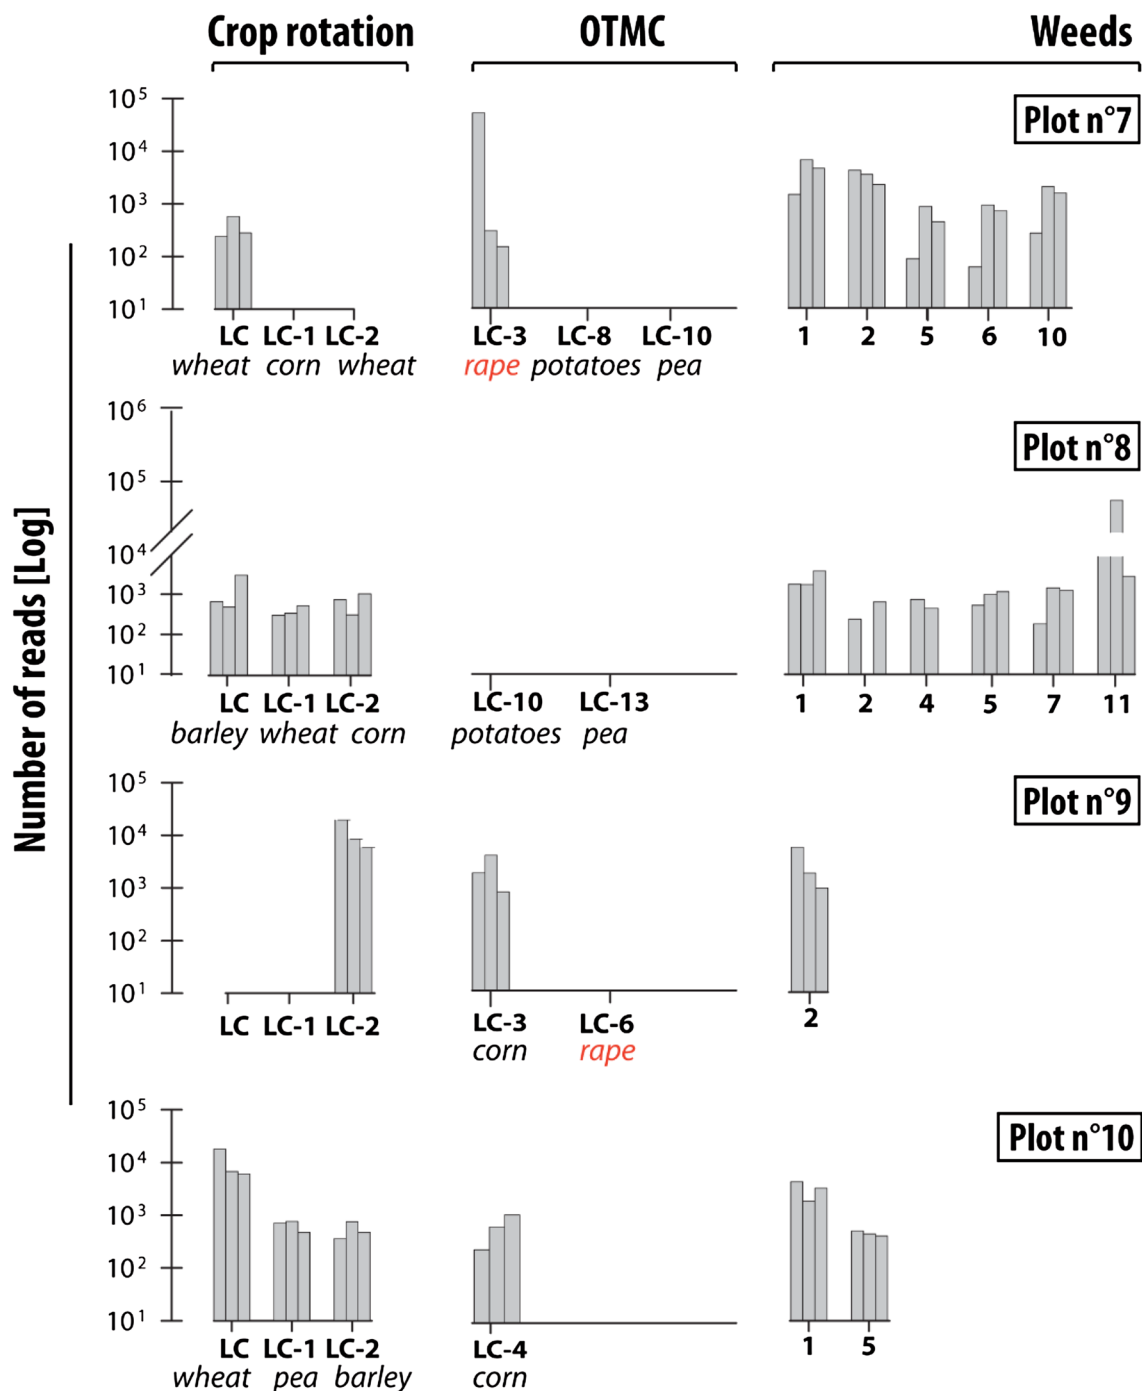 Crop rotation OTMC Weeds
Number of reads [Log]
Plot n°7
10⁵
10⁴
10³
10²
10¹
LC LC-1 LC-2 LC-3 LC-8 LC-10 1 2 5 6 10
wheat corn wheat rape potatoes pea
Plot n°8
10⁶
10⁵
10⁴
10³
10²
10¹
LC LC-1 LC-2 LC-10 LC-13 1 2 4 5 7 11
barley wheat corn potatoes pea
Plot n°9
10⁵
10⁴
10³
10²
10¹
LC LC-1 LC-2 LC-3 LC-6 2
corn rape
Plot n°10
10⁵
10⁴
10³
10²
10¹
LC LC-1 LC-2 LC-4 1 5
wheat pea barley corn